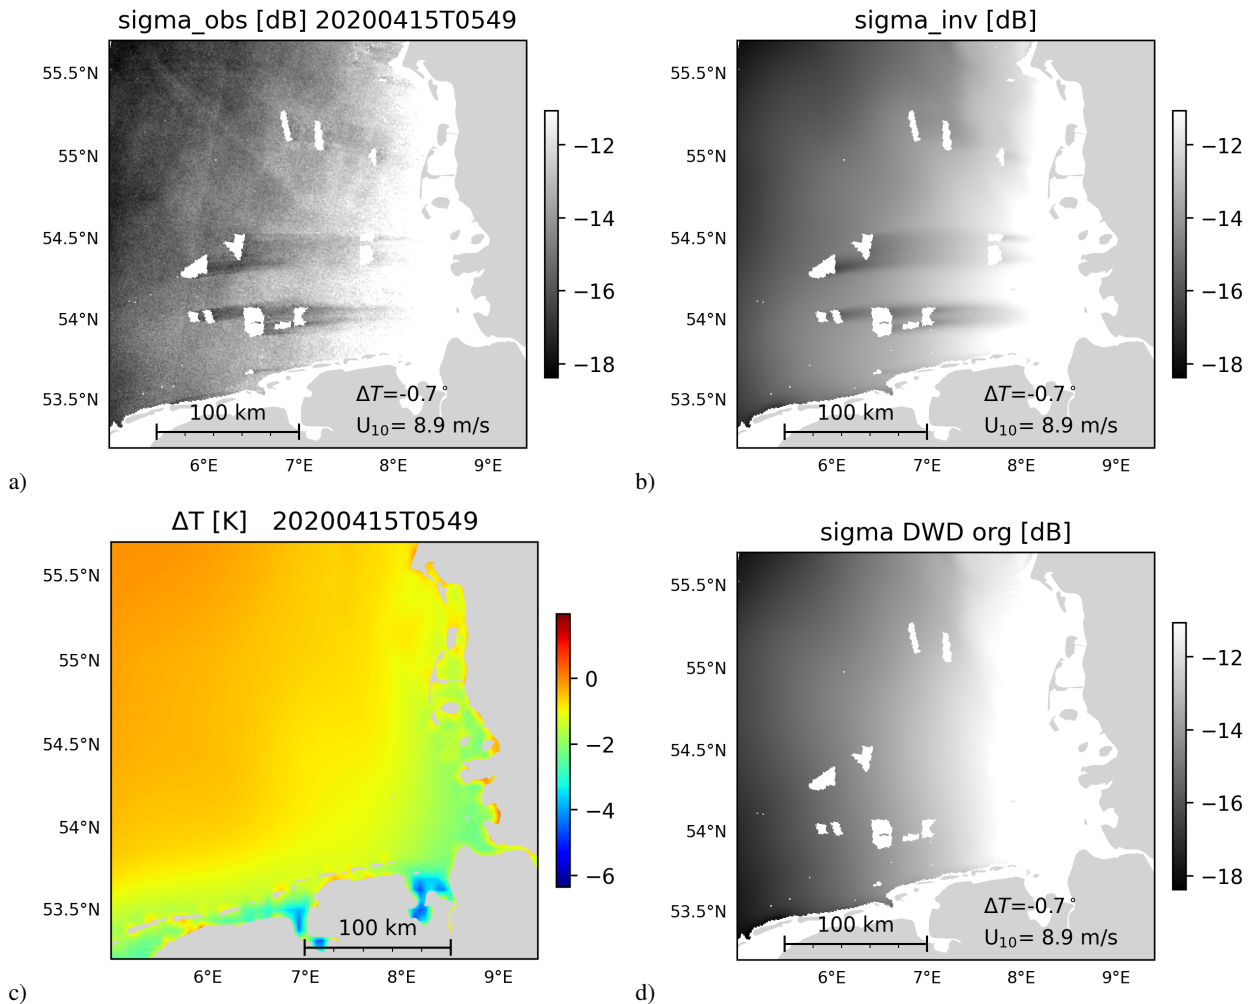 sigma_obs [dB] 20200415T0549
55.5°N
55°N
54.5°N
54°N
53.5°N
−12
−14
−16
−18
ΔT=-0.7°
100 km
U10= 8.9 m/s
6°E 7°E 8°E 9°E
a)
sigma_inv [dB]
55.5°N
55°N
54.5°N
54°N
53.5°N
−12
−14
−16
−18
ΔT=-0.7°
100 km
U10= 8.9 m/s
6°E 7°E 8°E 9°E
b)
ΔT [K] 20200415T0549
55.5°N
55°N
54.5°N
54°N
53.5°N
0
−2
−4
−6
100 km
6°E 7°E 8°E 9°E
c)
sigma DWD org [dB]
55.5°N
55°N
54.5°N
54°N
53.5°N
−12
−14
−16
−18
ΔT=-0.7°
100 km
U10= 8.9 m/s
6°E 7°E 8°E 9°E
d)